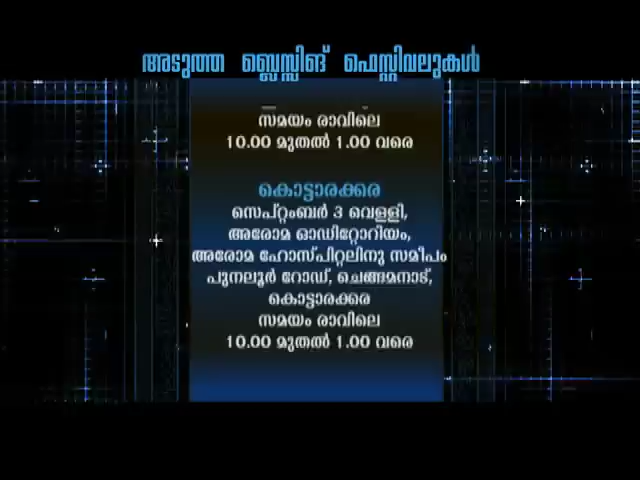 അടുത്ത ബ്ലെസ്സിങ് ഫെസ്റ്റിവലുകൾ
സമയം രാവിലെ
10.00 മുതൽ 1.00 വരെ
കൊട്ടാരക്കര
സെപ്റ്റംബർ 3 വെള്ളി,
അരോമ ഓഡിറ്റോറിയം,
അരോമ ഹോസ്പിറ്റലിനു സമീപം
പുനലൂർ റോഡ്, ചെങ്ങമനാട്,
കൊട്ടാരക്കര
സമയം രാവിലെ
10.00 മുതൽ 1.00 വരെ